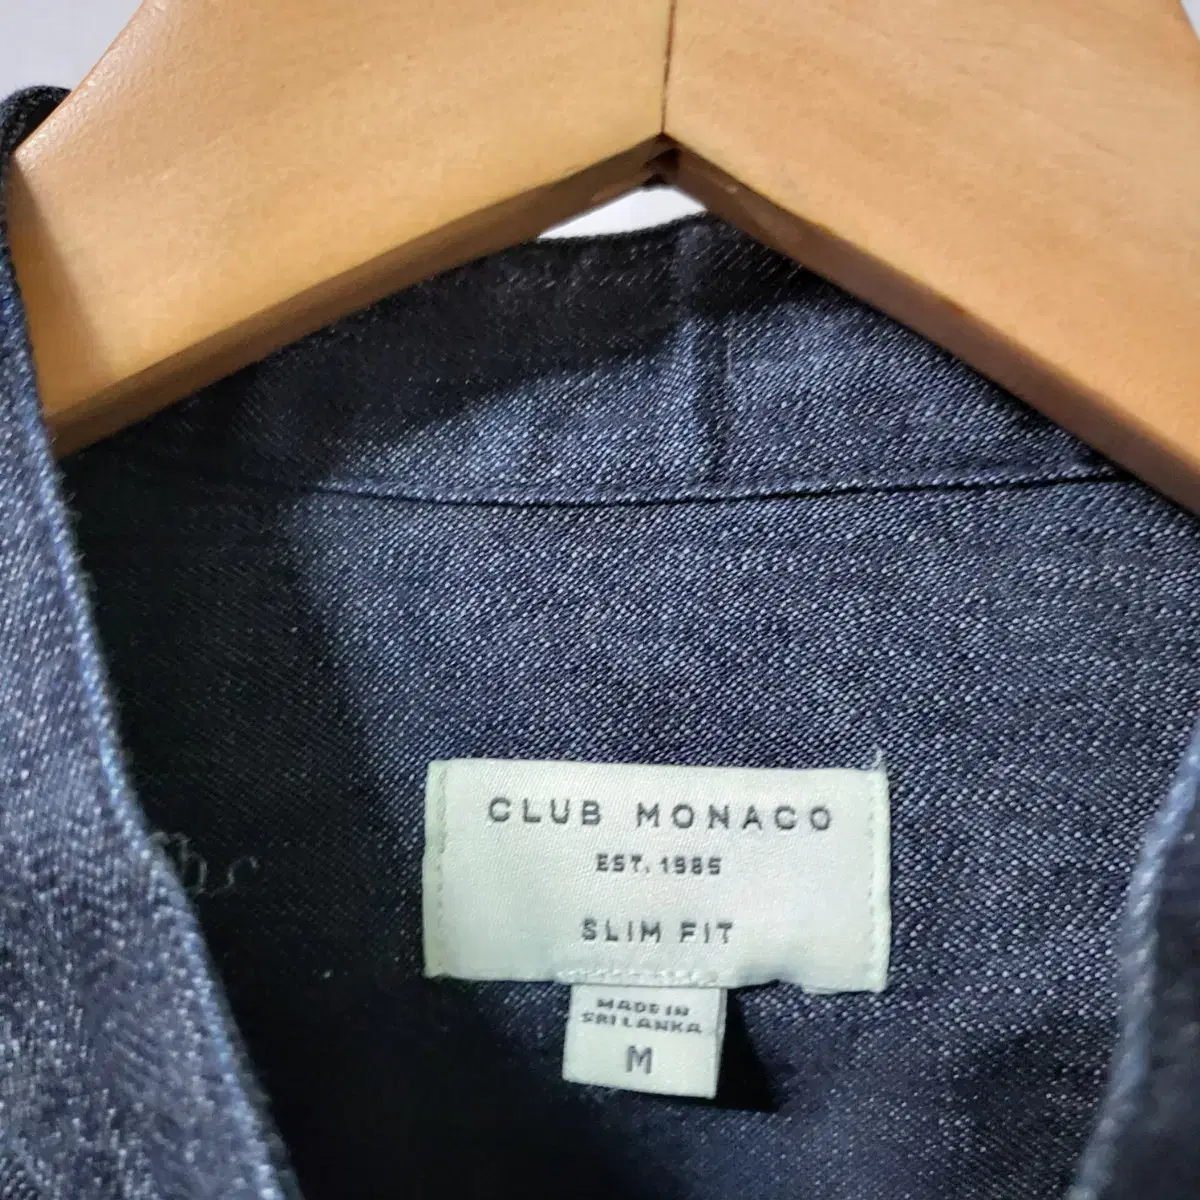 CLUB MONACO
EST. 1985
SLIM FIT
MADE IN
SRI LANKA
M